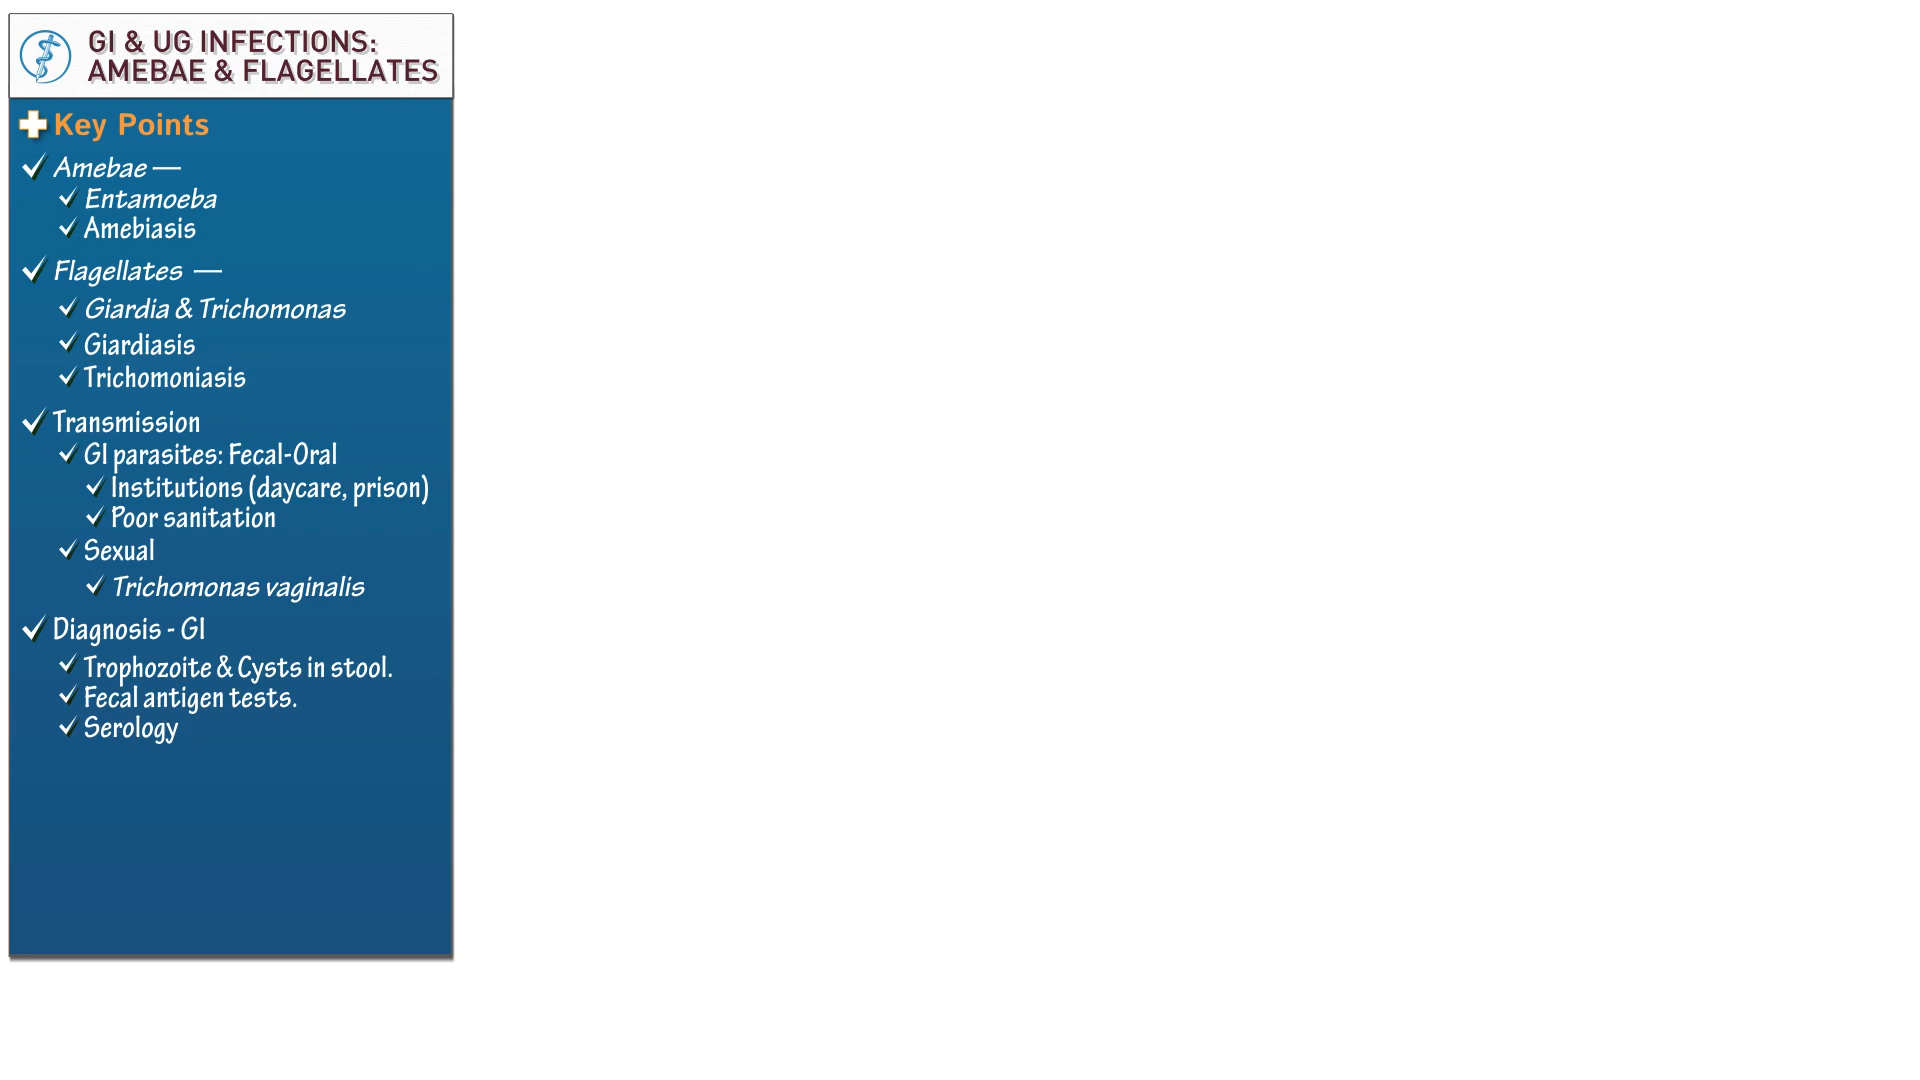 GI & UG INFECTIONS:
AMEBAE & FLAGELLATES
Key Points
Amebae —
Entamoeba
Amebiasis
Flagellates —
Giardia & Trichomonas
Giardiasis
Trichomoniasis
Transmission
GI parasites: Fecal-Oral
Institutions (daycare, prison)
Poor sanitation
Sexual
Trichomonas vaginalis
Diagnosis - GI
Trophozoite & Cysts in stool.
Fecal antigen tests.
Serology